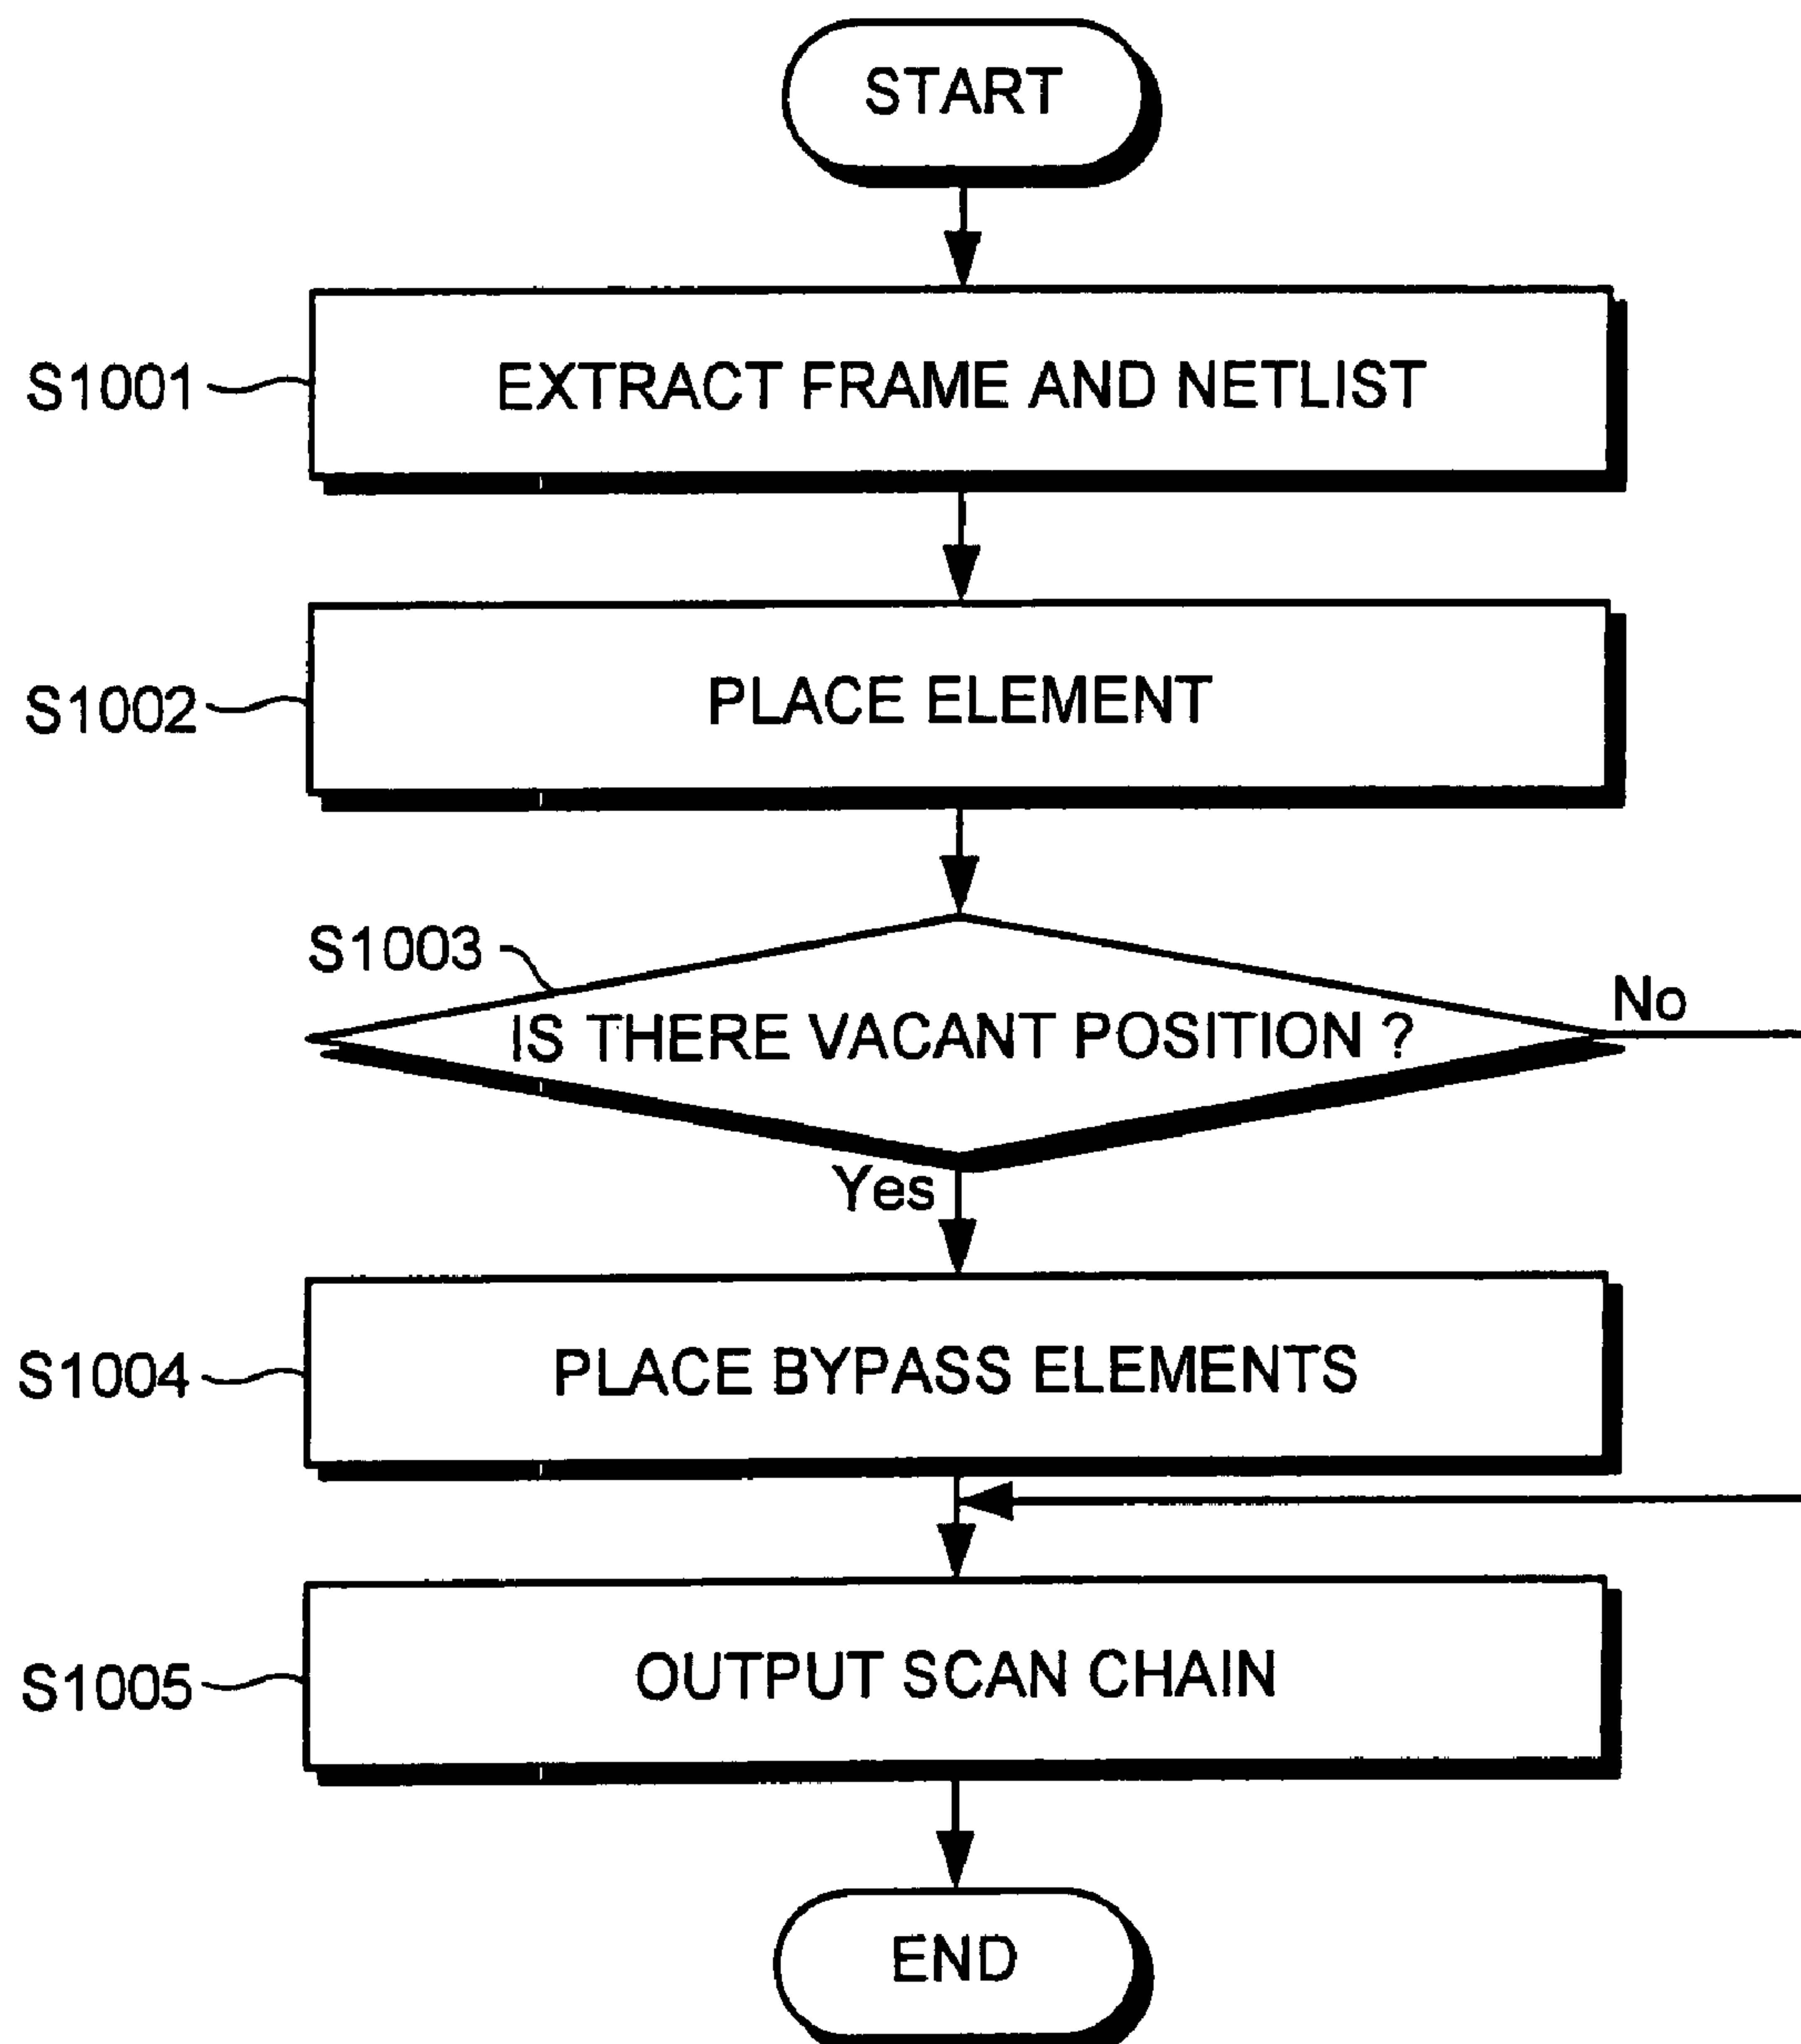 START
S1001
EXTRACT FRAME AND NETLIST
S1002
PLACE ELEMENT
S1003
IS THERE VACANT POSITION ?
No
Yes
S1004
PLACE BYPASS ELEMENTS
S1005
OUTPUT SCAN CHAIN
END